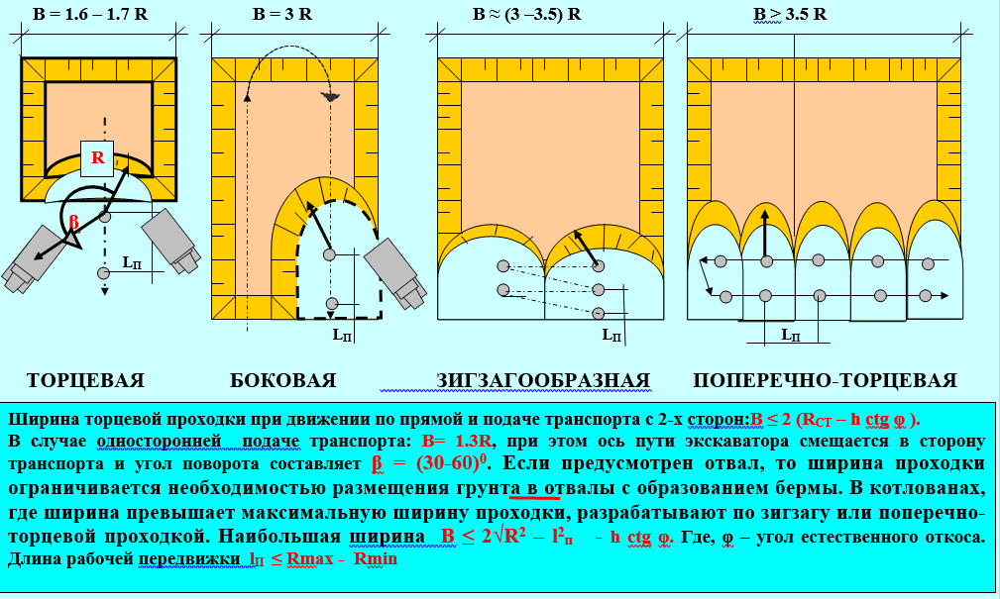 В = 1.6 – 1.7 R
В = 3 R
В ≈ (3 –3.5) R
В > 3.5 R
R
β
LП
LП
LП
LП
ТОРЦЕВАЯ
БОКОВАЯ
ЗИГЗАГООБРАЗНАЯ
ПОПЕРЕЧНО-ТОРЦЕВАЯ
Ширина торцевой проходки при движении по прямой и подаче транспорта с 2-х сторон:В ≤ 2 (RСТ – h ctg φ ).
В случае односторонней подаче транспорта: В= 1.3R, при этом ось пути экскаватора смещается в сторону
транспорта и угол поворота составляет β = (30-60)⁰. Если предусмотрен отвал, то ширина проходки
ограничивается необходимостью размещения грунта в отвалы с образованием бермы. В котлованах,
где ширина превышает максимальную ширину проходки, разрабатывают по зигзагу или поперечно-
торцевой проходкой. Наибольшая ширина В ≤ 2√R² – l²п - h ctg φ. Где, φ – угол естественного откоса.
Длина рабочей передвижки lП ≤ Rmax - Rmin